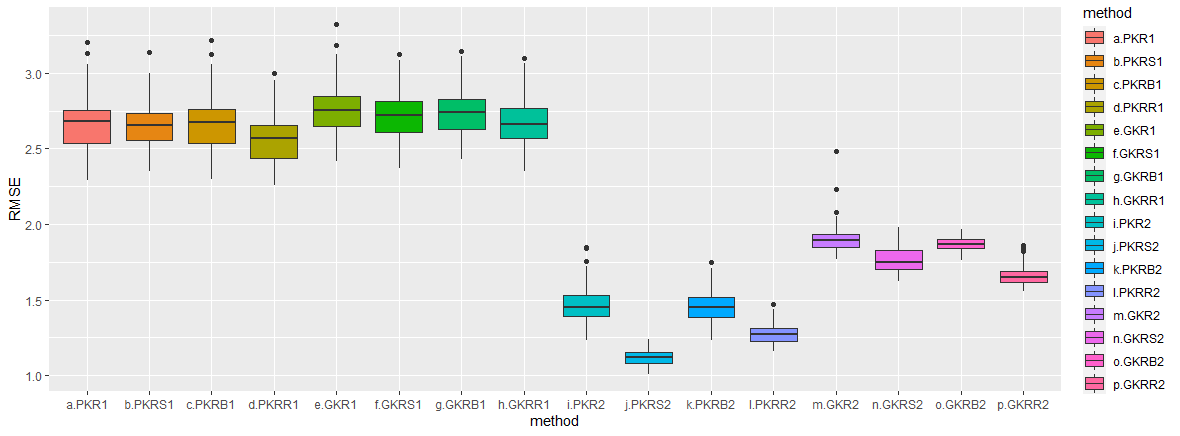 RMSE
3.0
2.5
2.0
1.5
1.0
a.PKR1 b.PKRS1 c.PKRB1 d.PKRR1 e.GKR1 f.GKRS1 g.GKRB1 h.GKRR1 i.PKR2 j.PKRS2 k.PKRB2 l.PKRR2 m.GKR2 n.GKRS2 o.GKRB2 p.GKRR2
method
method
a.PKR1
b.PKRS1
c.PKRB1
d.PKRR1
e.GKR1
f.GKRS1
g.GKRB1
h.GKRR1
i.PKR2
j.PKRS2
k.PKRB2
l.PKRR2
m.GKR2
n.GKRS2
o.GKRB2
p.GKRR2